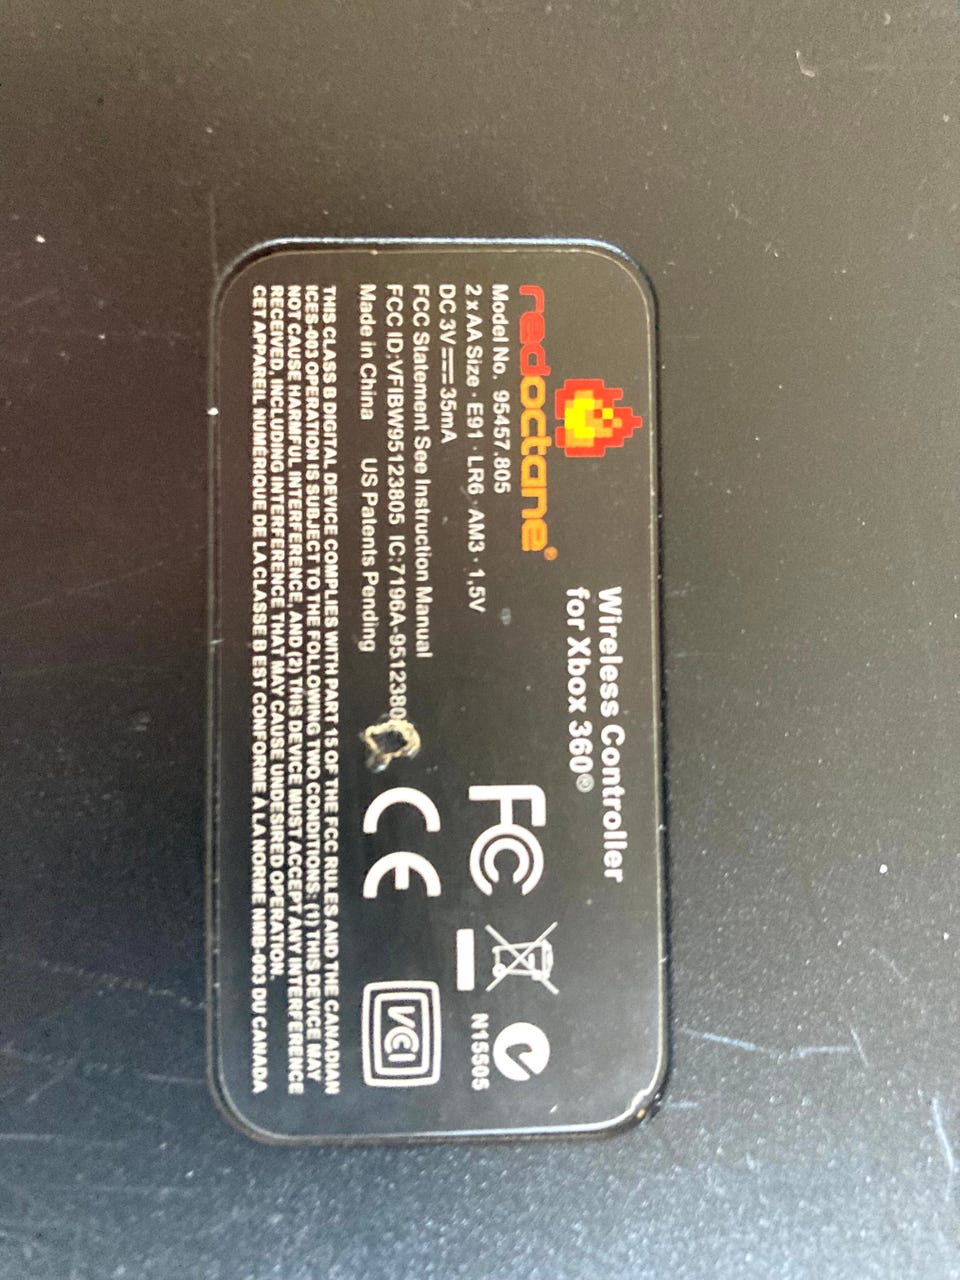 redoctane®
Wireless Controller
for Xbox 360®
Model No. 95457.805
2 x AA Size · E91 · LR6 · AM3 · 1,5V
DC 3V 35mA
FCC Statement See Instruction Manual
FCC ID:VFIBW95123805 IC:7196A-9512380
Made in China US Patents Pending
FC
CE
N15505
VCI
THIS CLASS B DIGITAL DEVICE COMPLIES WITH PART 15 OF THE FCC RULES AND THE CANADIAN
ICES-003 OPERATION IS SUBJECT TO THE FOLLOWING TWO CONDITIONS: (1) THIS DEVICE MAY
NOT CAUSE HARMFUL INTERFERENCE, AND (2) THIS DEVICE MUST ACCEPT ANY INTERFERENCE
RECEIVED, INCLUDING INTERFERENCE THAT MAY CAUSE UNDESIRED OPERATION.
CET APPAREIL NUMÉRIQUE DE LA CLASSE B EST CONFORME À LA NORME NMB-003 DU CANADA